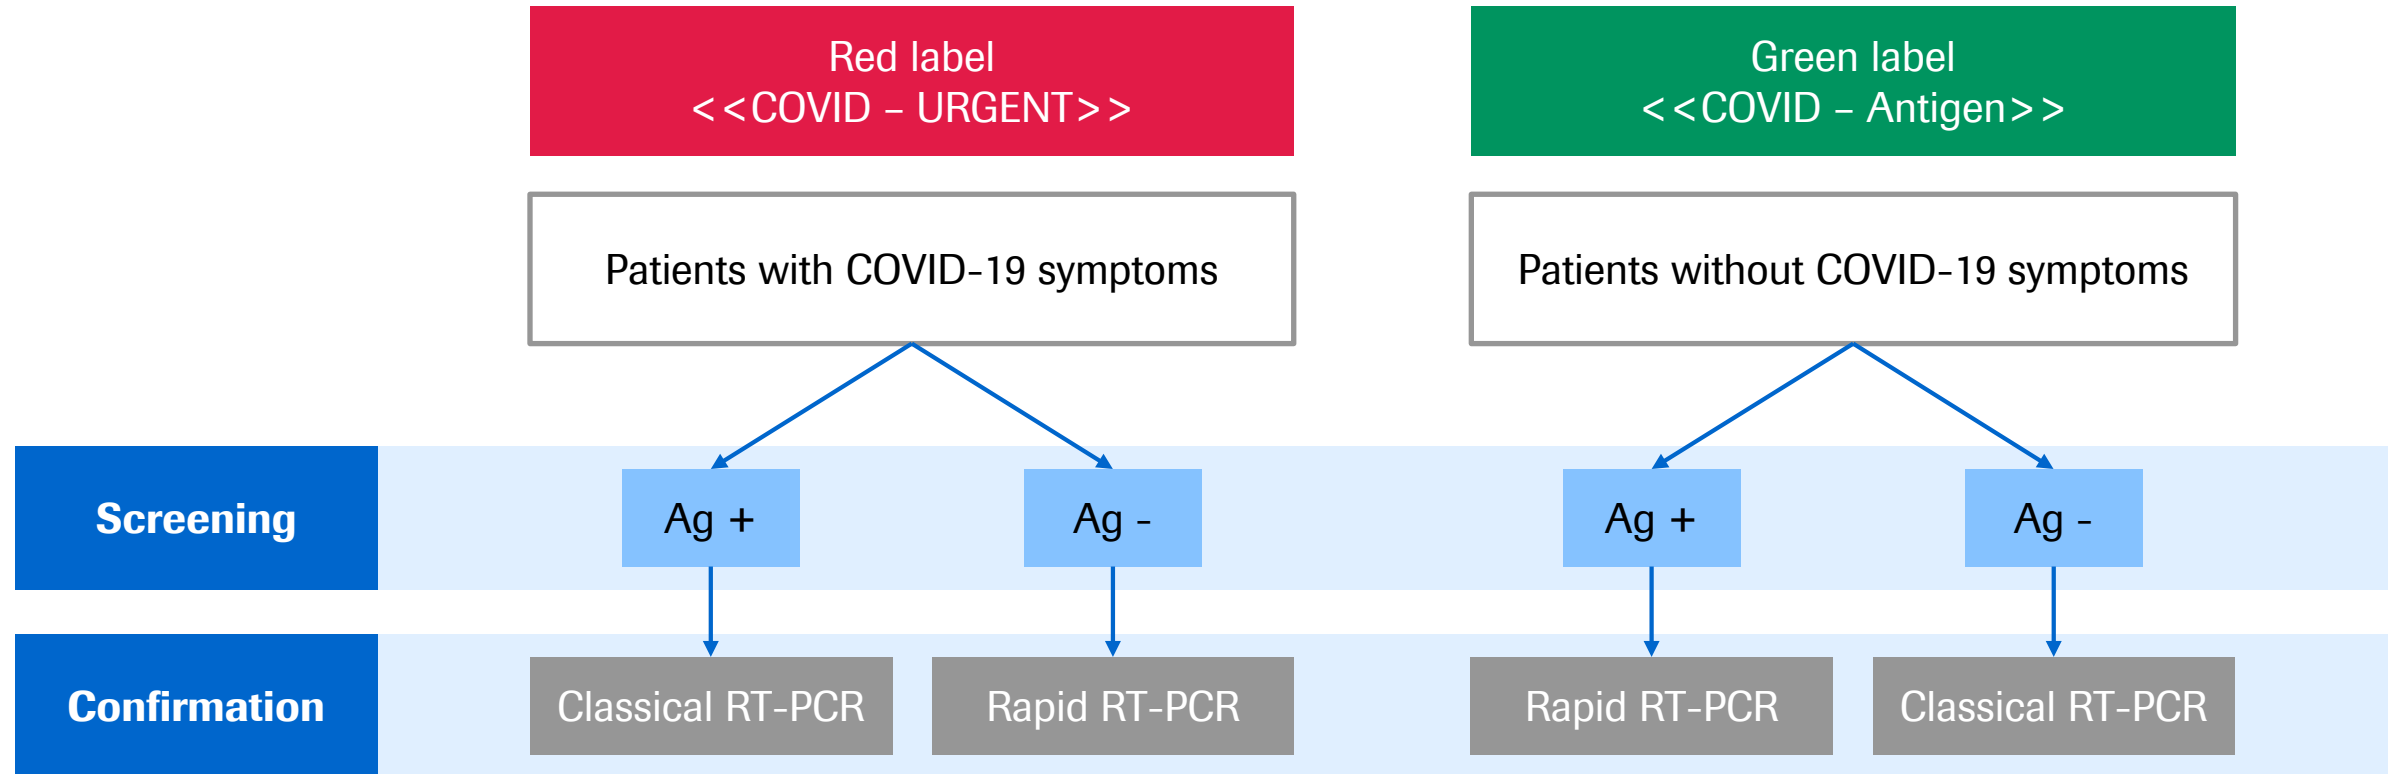 Red label
<<COVID – URGENT>>
Green label
<<COVID – Antigen>>
Patients with COVID-19 symptoms
Patients without COVID-19 symptoms
Screening
Ag +
Ag -
Ag +
Ag -
Confirmation
Classical RT-PCR
Rapid RT-PCR
Rapid RT-PCR
Classical RT-PCR